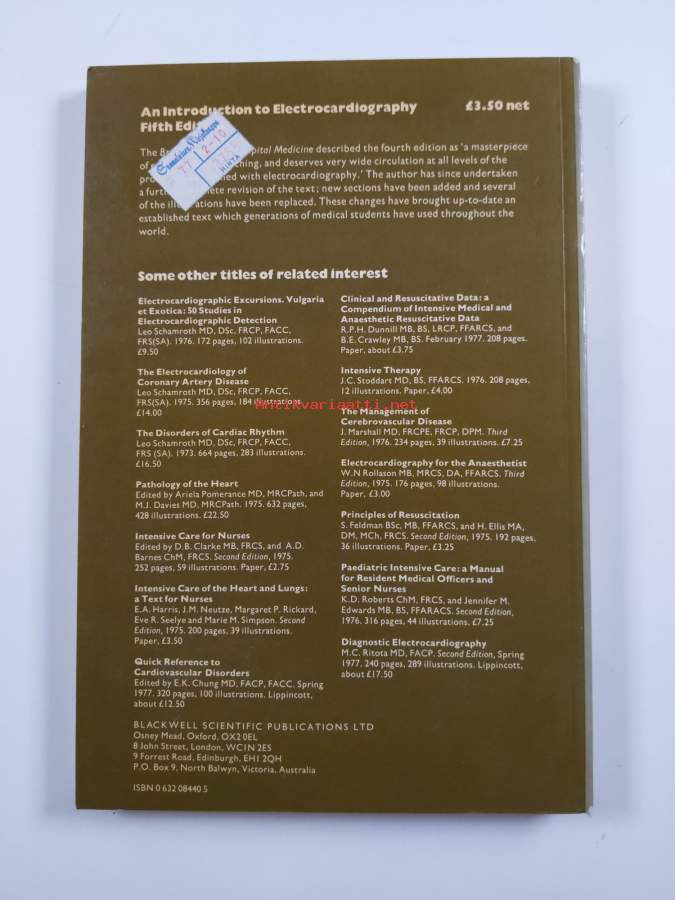 An Introduction to Electrocardiography £3.50 net
Fifth Edi
The B pital Medicine described the fourth edition as ‘a masterpiece
of hing, and deserves very wide circulation at all levels of the
pro ned with electrocardiography.’ The author has since undertaken
a furt lete revision of the text; new sections have been added and several
of the ill ations have been replaced. These changes have brought up-to-date an
established text which generations of medical students have used throughout the
world.
Suomalainen Kirjakauppa
77 2-10
HINTA
Some other titles of related interest
Electrocardiographic Excursions. Vulgaria
et Exotica: 50 Studies in
Electrocardiographic Detection
Leo Schamroth MD, DSc, FRCP, FACC,
FRS(SA). 1976. 172 pages, 102 illustrations.
£9.50
The Electrocardiology of
Coronary Artery Disease
Leo Schamroth MD, DSc, FRCP, FACC,
FRS(SA). 1975. 356 pages, 184 illustrations.
£14.00
The Disorders of Cardiac Rhythm
Leo Schamroth MD, DSc, FRCP, FACC,
FRS (SA). 1973. 664 pages, 283 illustrations.
£16.50
Pathology of the Heart
Edited by Ariela Pomerance MD, MRCPath, and
M.J. Davies MD, MRCPath. 1975. 632 pages,
428 illustrations. £22.50
Intensive Care for Nurses
Edited by D.B. Clarke MB, FRCS, and A.D.
Barnes ChM, FRCS. Second Edition, 1975.
252 pages, 59 illustrations. Paper, £2.75
Intensive Care of the Heart and Lungs:
a Text for Nurses
E.A. Harris, J.M. Neutze, Margaret P. Rickard,
Eve R. Seelye and Marie M. Simpson. Second
Edition, 1975. 200 pages, 39 illustrations.
Paper, £3.50
Quick Reference to
Cardiovascular Disorders
Edited by E.K. Chung MD, FACP, FACC. Spring
1977. 320 pages, 100 illustrations. Lippincott,
about £12.50
Clinical and Resuscitative Data: a
Compendium of Intensive Medical and
Anaesthetic Resuscitative Data
R.P.H. Dunnill MB, BS, LRCP, FFARCS, and
B.E. Crawley MB, BS. February 1977. 208 pages.
Paper, about £3.75
Intensive Therapy
J.C. Stoddart MD, BS, FFARCS. 1976. 208 pages,
12 illustrations. Paper, £4.00
The Management of
Cerebrovascular Disease
J. Marshall MD, FRCPE, FRCP, DPM. Third
Edition, 1976. 234 pages, 39 illustrations. £7.25
Electrocardiography for the Anaesthetist
W.N Rollason MB, MRCS, DA, FFARCS. Third
Edition, 1975. 176 pages, 98 illustrations.
Paper, £3.00
Principles of Resuscitation
S. Feldman BSc, MB, FFARCS, and H. Ellis MA,
DM, MCh, FRCS. Second Edition, 1975. 192 pages,
36 illustrations. Paper, £3.25
Paediatric Intensive Care: a Manual
for Resident Medical Officers and
Senior Nurses
K.D. Roberts ChM, FRCS, and Jennifer M.
Edwards MB, BS, FFARACS. Second Edition,
1976. 316 pages, 44 illustrations. £7.25
Diagnostic Electrocardiography
M.C. Ritota MD, FACP. Second Edition, Spring
1977. 240 pages, 289 illustrations. Lippincott,
about £17.50
Antikvariaatti.net
BLACKWELL SCIENTIFIC PUBLICATIONS LTD
Osney Mead, Oxford, OX2 0EL
8 John Street, London, WC1N 2ES
9 Forrest Road, Edinburgh, EH1 2QH
P.O. Box 9, North Balwyn, Victoria, Australia
ISBN 0 632 08440 5